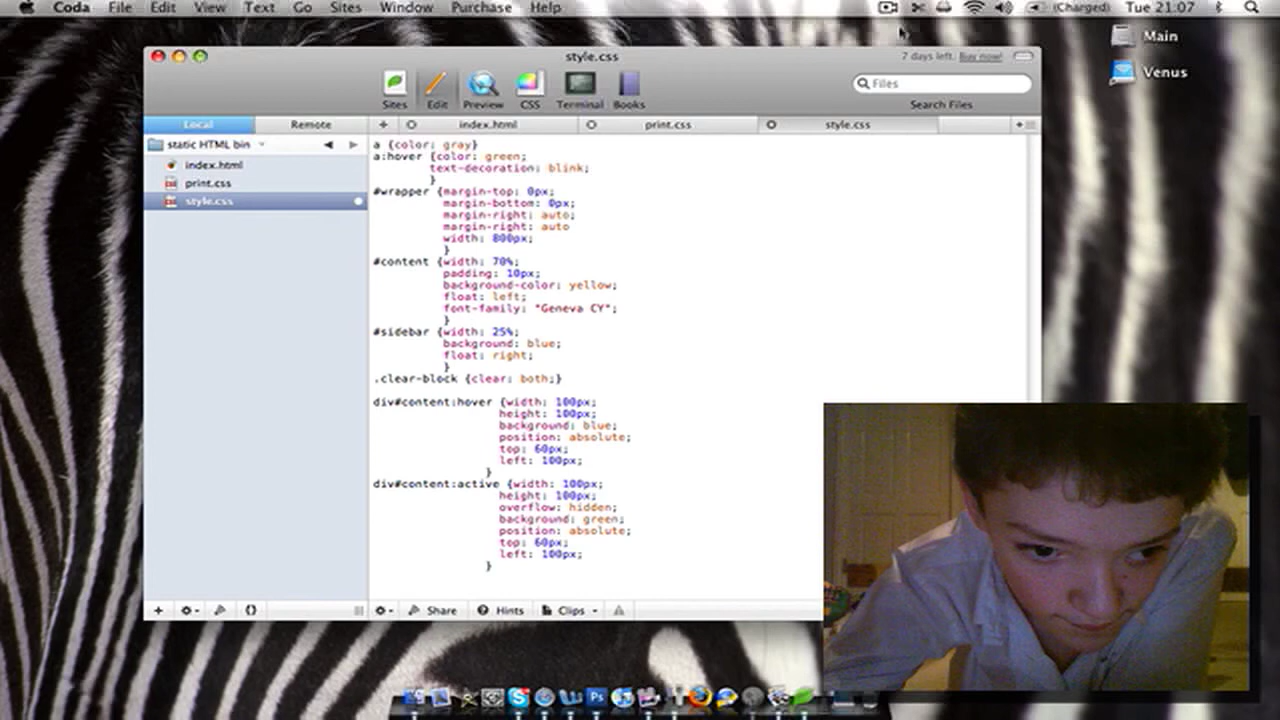 Coda File Edit View Text Go Sites Window Purchase Help (Charged) Tue 21:07
Main
Venus
style.css
7 days left. Buy now!
Sites Edit Preview CSS Terminal Books
Files
Search Files
Local Remote
index.html print.css style.css
static HTML bin
index.html
print.css
style.css
a {color: gray}
a:hover {color: green;
text-decoration: blink;
}
#wrapper {margin-top: 0px;
margin-bottom: 0px;
margin-right: auto;
margin-right: auto
width: 800px;
}
#content {width: 70%;
padding: 10px;
background-color: yellow;
float: left;
font-family: "Geneva CY";
}
#sidebar {width: 25%;
background: blue;
float: right;
}
.clear-block {clear: both;}
div#content:hover {width: 100px;
height: 100px;
background: blue;
position: absolute;
top: 60px;
left: 100px;
}
div#content:active {width: 100px;
height: 100px;
overflow: hidden;
background: green;
position: absolute;
top: 60px;
left: 100px;
}
Share Hints Clips